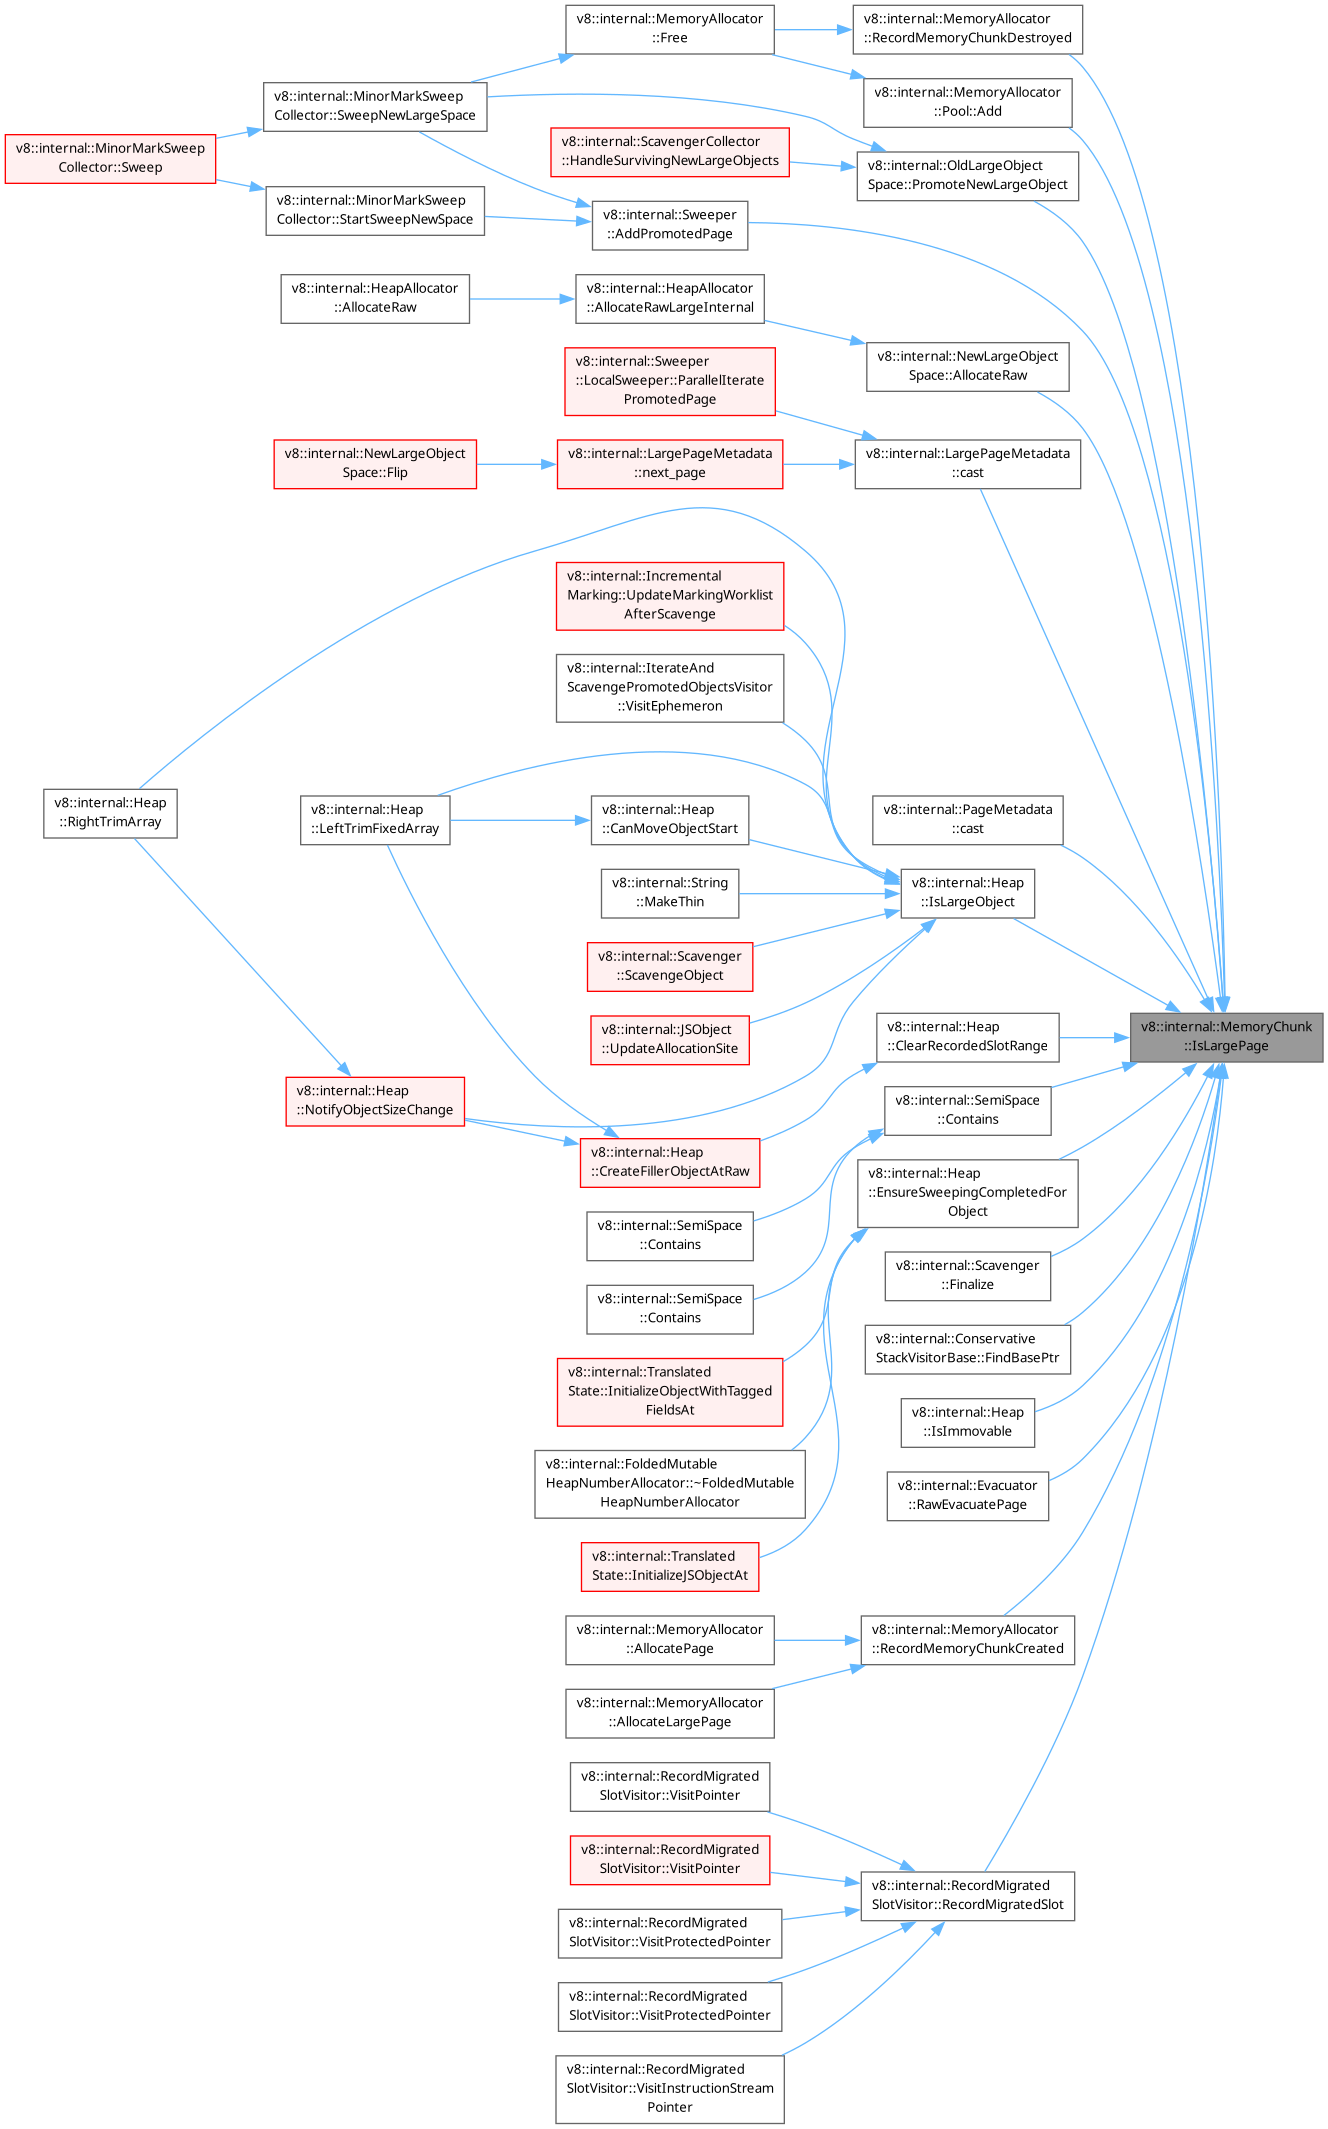 v8::internal::MemoryAllocator
::Free
v8::internal::MemoryAllocator
::RecordMemoryChunkDestroyed
v8::internal::MinorMarkSweep
Collector::SweepNewLargeSpace
v8::internal::MemoryAllocator
::Pool::Add
v8::internal::MinorMarkSweep
Collector::Sweep
v8::internal::ScavengerCollector
::HandleSurvivingNewLargeObjects
v8::internal::OldLargeObject
Space::PromoteNewLargeObject
v8::internal::MinorMarkSweep
Collector::StartSweepNewSpace
v8::internal::Sweeper
::AddPromotedPage
v8::internal::HeapAllocator
::AllocateRaw
v8::internal::HeapAllocator
::AllocateRawLargeInternal
v8::internal::NewLargeObject
Space::AllocateRaw
v8::internal::Sweeper
::LocalSweeper::ParallelIterate
PromotedPage
v8::internal::NewLargeObject
Space::Flip
v8::internal::LargePageMetadata
::next_page
v8::internal::LargePageMetadata
::cast
v8::internal::Incremental
Marking::UpdateMarkingWorklist
AfterScavenge
v8::internal::IterateAnd
ScavengePromotedObjectsVisitor
::VisitEphemeron
v8::internal::Heap
::RightTrimArray
v8::internal::Heap
::LeftTrimFixedArray
v8::internal::Heap
::CanMoveObjectStart
v8::internal::PageMetadata
::cast
v8::internal::String
::MakeThin
v8::internal::Heap
::IsLargeObject
v8::internal::Scavenger
::ScavengeObject
v8::internal::JSObject
::UpdateAllocationSite
v8::internal::Heap
::ClearRecordedSlotRange
v8::internal::MemoryChunk
::IsLargePage
v8::internal::Heap
::NotifyObjectSizeChange
v8::internal::SemiSpace
::Contains
v8::internal::Heap
::CreateFillerObjectAtRaw
v8::internal::Heap
::EnsureSweepingCompletedFor
Object
v8::internal::SemiSpace
::Contains
v8::internal::Scavenger
::Finalize
v8::internal::SemiSpace
::Contains
v8::internal::Conservative
StackVisitorBase::FindBasePtr
v8::internal::Translated
State::InitializeObjectWithTagged
FieldsAt
v8::internal::Heap
::IsImmovable
v8::internal::FoldedMutable
HeapNumberAllocator::~FoldedMutable
HeapNumberAllocator
v8::internal::Evacuator
::RawEvacuatePage
v8::internal::Translated
State::InitializeJSObjectAt
v8::internal::MemoryAllocator
::AllocatePage
v8::internal::MemoryAllocator
::RecordMemoryChunkCreated
v8::internal::MemoryAllocator
::AllocateLargePage
v8::internal::RecordMigrated
SlotVisitor::VisitPointer
v8::internal::RecordMigrated
SlotVisitor::VisitPointer
v8::internal::RecordMigrated
SlotVisitor::RecordMigratedSlot
v8::internal::RecordMigrated
SlotVisitor::VisitProtectedPointer
v8::internal::RecordMigrated
SlotVisitor::VisitProtectedPointer
v8::internal::RecordMigrated
SlotVisitor::VisitInstructionStream
Pointer